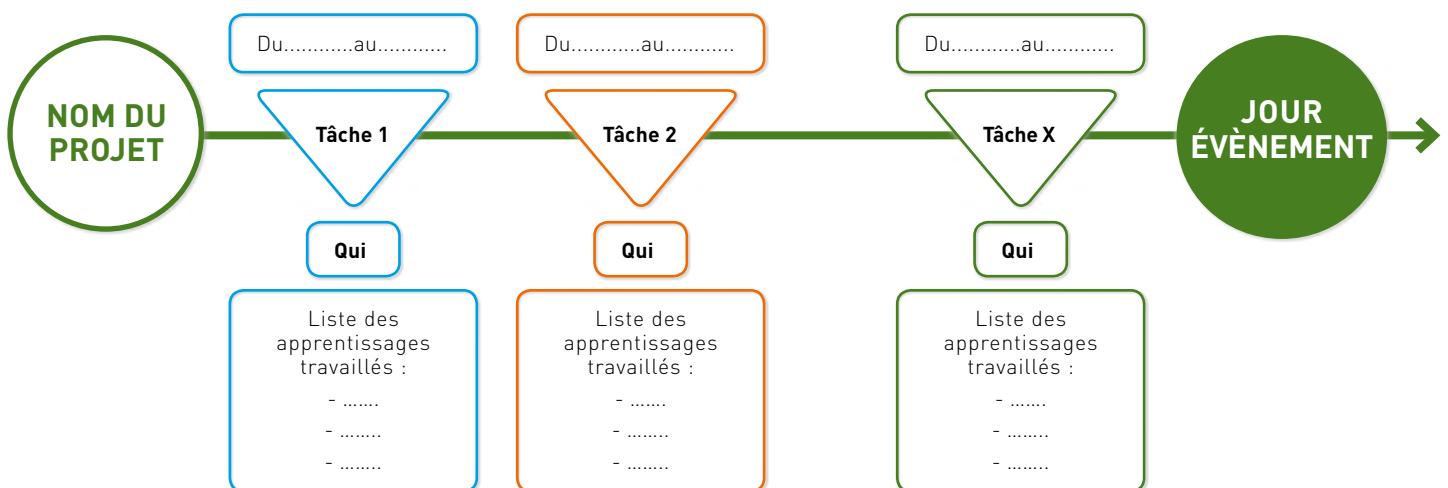 NOM DU
PROJET
Du............au............
Tâche 1
Qui
Liste des
apprentissages
travaillés :
- .......
- ........
- ........
Du............au............
Tâche 2
Qui
Liste des
apprentissages
travaillés :
- .......
- ........
- ........
Du............au............
Tâche X
Qui
Liste des
apprentissages
travaillés :
- .......
- ........
- ........
JOUR
ÉVÈNEMENT